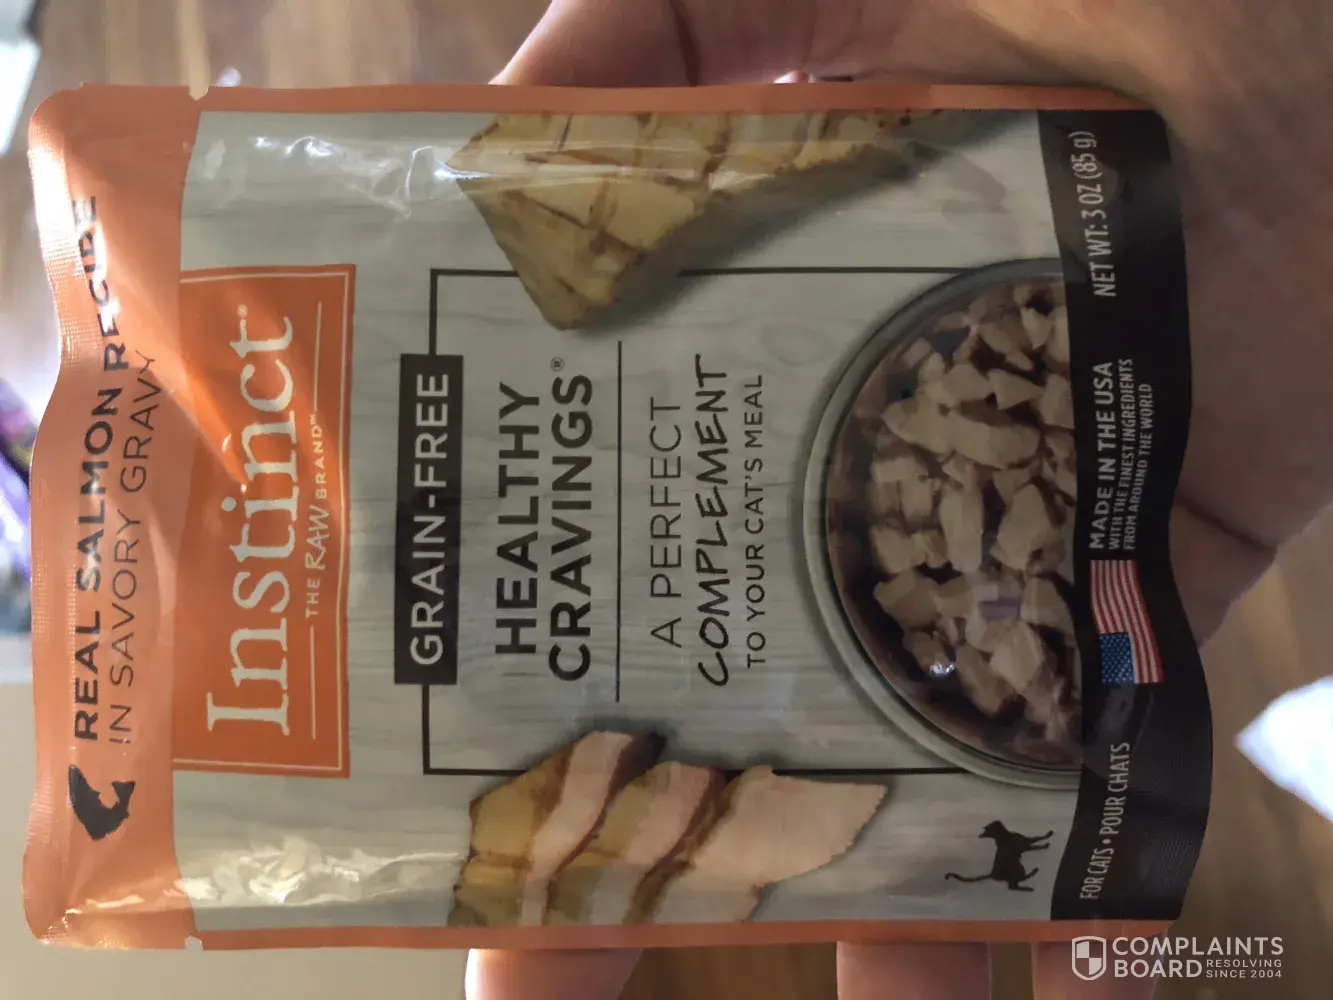 REAL SALMON RECIPE
IN SAVORY GRAVY
Instinct®
THE RAW BRAND™
GRAIN-FREE
HEALTHY
CRAVINGS®
A PERFECT
COMPLEMENT
TO YOUR CAT'S MEAL
FOR CATS • POUR CHATS
MADE IN THE USA
WITH THE FINEST INGREDIENTS
FROM AROUND THE WORLD
NET WT: 3 OZ (85 g)
COMPLAINTS
BOARD RESOLVING
SINCE 2004